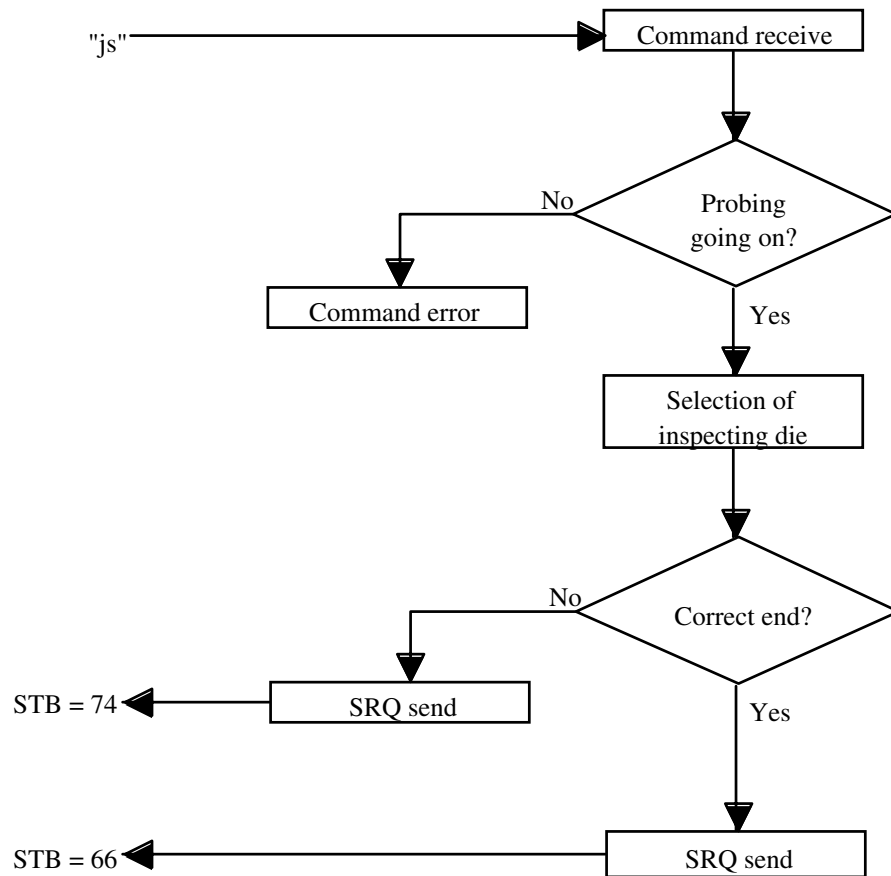 "js"
Command receive
No
Probing
going on?
Command error
Yes
Selection of
inspecting die
No
Correct end?
STB = 74
SRQ send
Yes
STB = 66
SRQ send